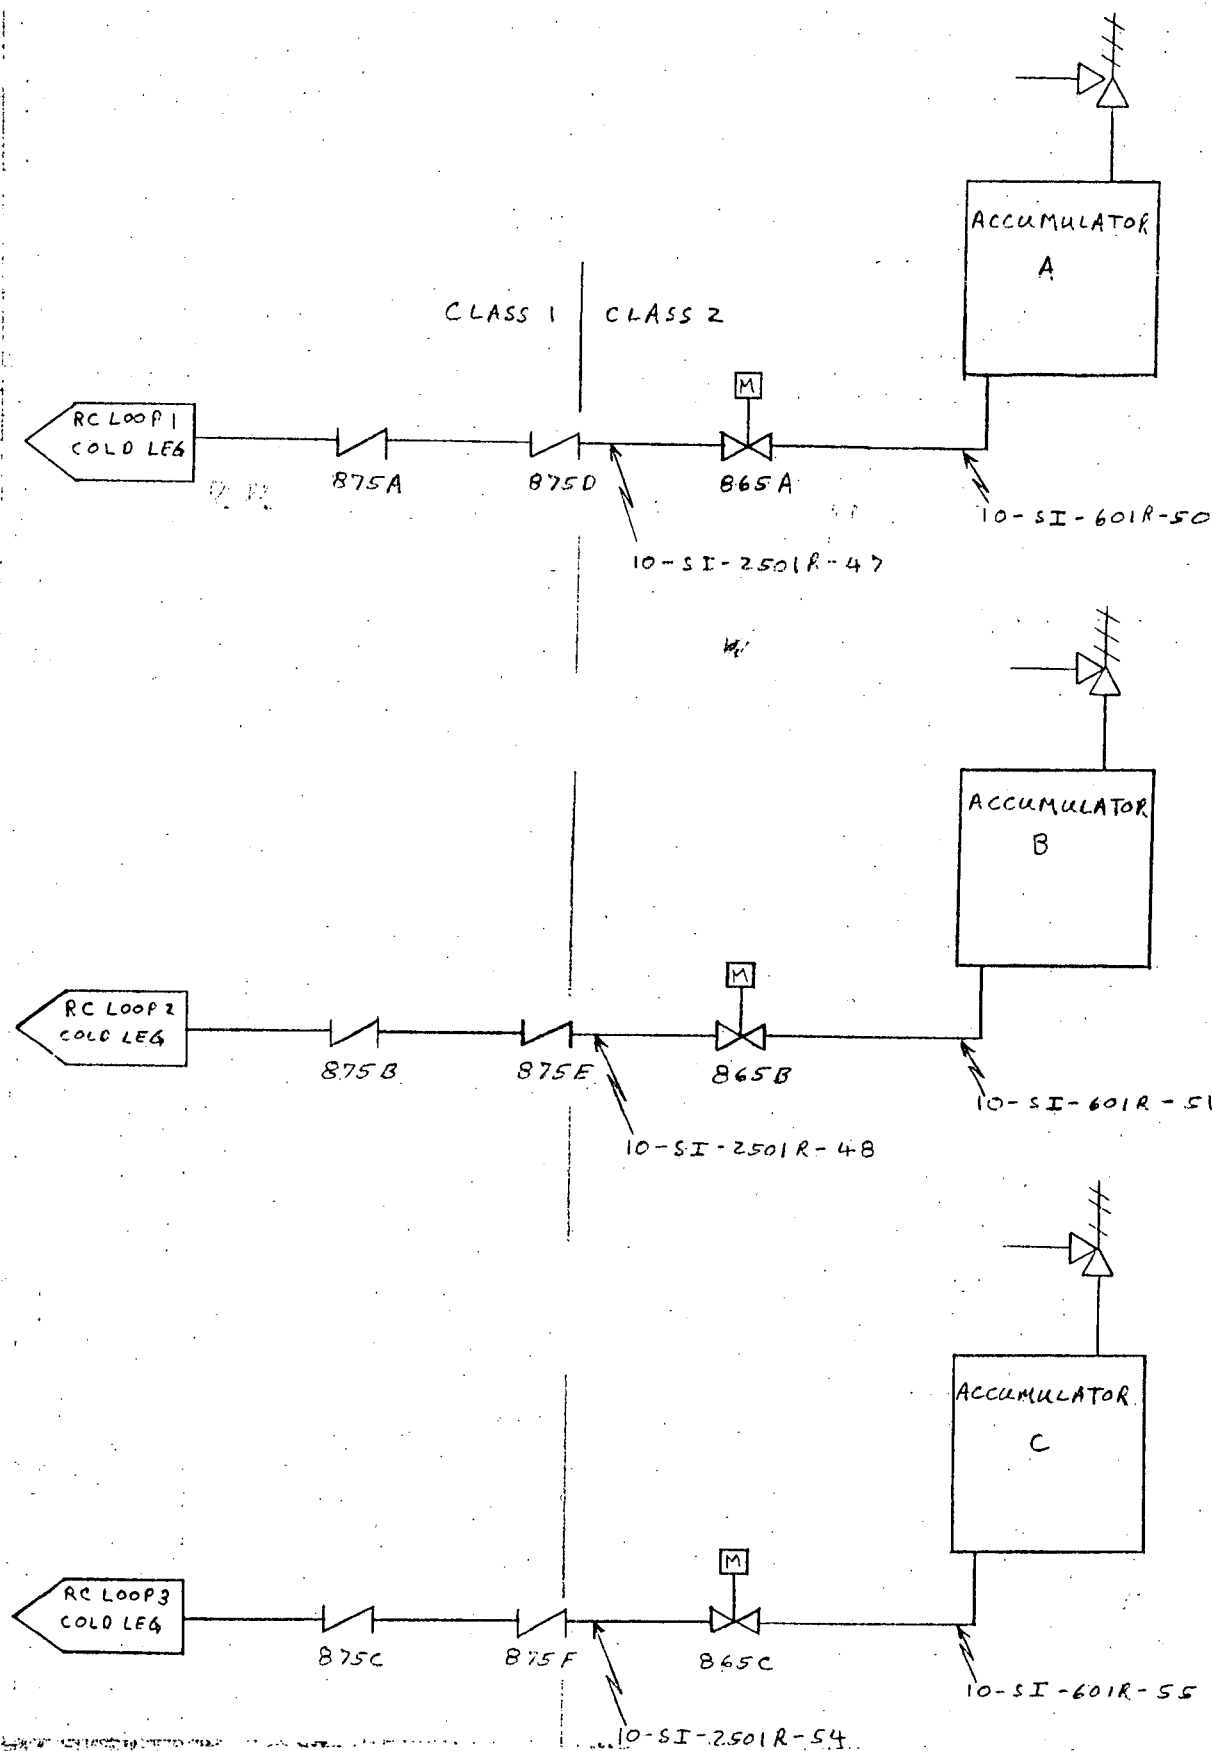 ACCUMULATOR
A
CLASS 1
CLASS 2
M
RC LOOP 1
COLD LEG
875A
875D
865A
10-SI-601R-50
10-SI-2501R-47
ACCUMULATOR
B
M
RC LOOP 2
COLD LEG
875B
875E
865B
10-SI-601R-51
10-SI-2501R-48
ACCUMULATOR
C
M
RC LOOP 3
COLD LEG
875C
875F
865C
10-SI-601R-55
10-SI-2501R-54